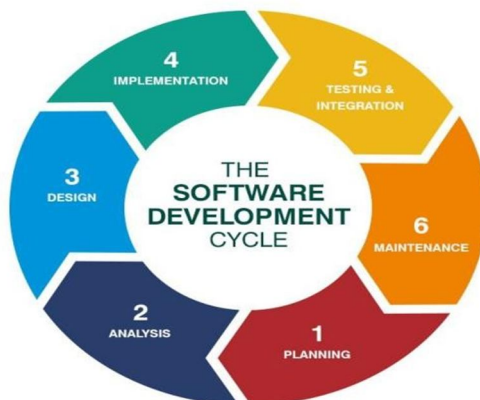 THE
SOFTWARE
DEVELOPMENT
CYCLE
1
PLANNING
2
ANALYSIS
3
DESIGN
4
IMPLEMENTATION
5
TESTING &
INTEGRATION
6
MAINTENANCE